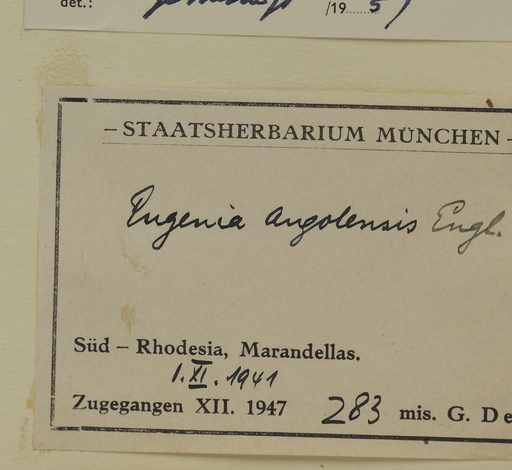 det.: /19 5
– STAATSHERBARIUM MÜNCHEN –
Eugenia angolensis Engl.
Süd – Rhodesia, Marandellas.
1. XI. 1941
Zugegangen XII. 1947 283 mis. G. De